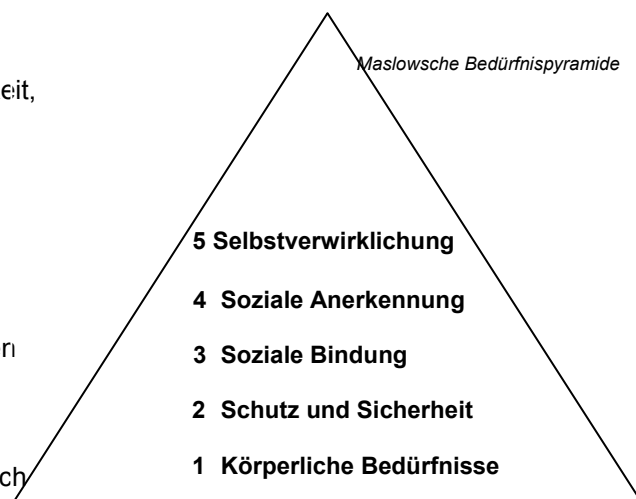 Maslowsche Bedürfnispyramide
5 Selbstverwirklichung
4 Soziale Anerkennung
3 Soziale Bindung
2 Schutz und Sicherheit
1 Körperliche Bedürfnisse